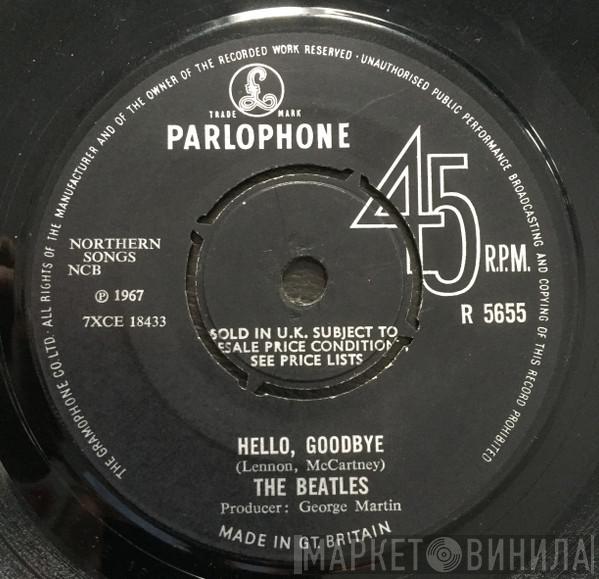 THE GRAMOPHONE CO. LTD. ALL RIGHTS OF THE MANUFACTURER AND OF THE OWNER OF THE RECORDED WORK RESERVED · UNAUTHORISED PUBLIC PERFORMANCE BROADCASTING AND COPYING OF THIS RECORD PROHIBITED
£
TRADE MARK
PARLOPHONE
45 R.P.M.
R 5655
NORTHERN
SONGS
NCB
℗ 1967
7XCE 18433
SOLD IN U.K. SUBJECT TO
ESALE PRICE CONDITION
SEE PRICE LISTS
HELLO, GOODBYE
(Lennon, McCartney)
THE BEATLES
Producer: George Martin
MADE IN GT. BRITAIN
МАРКЕТ ВИНИЛА